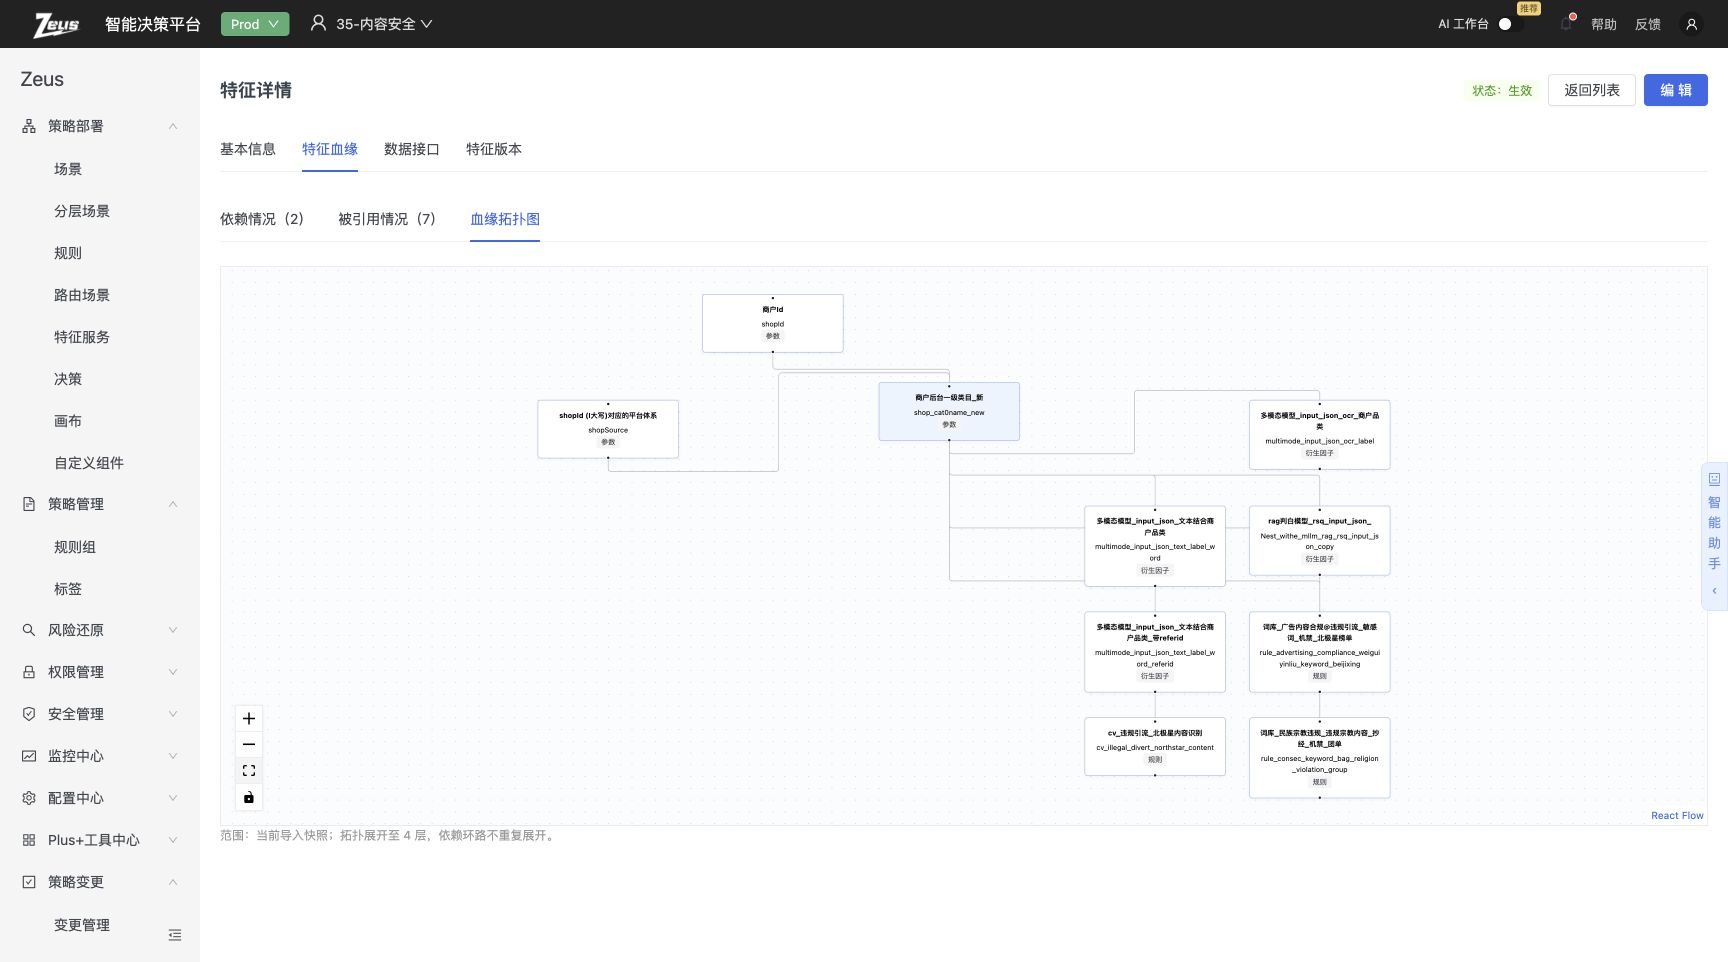 Zeus
智能决策平台
Prod
35-内容安全
AI 工作台
推荐
帮助
反馈
Zeus
策略部署
场景
分层场景
规则
路由场景
特征服务
决策
画布
自定义组件
策略管理
规则组
标签
风险还原
权限管理
安全管理
监控中心
配置中心
Plus+工具中心
策略变更
变更管理
特征详情
状态：生效
返回列表
编 辑
基本信息
特征血缘
数据接口
特征版本
依赖情况（2）
被引用情况（7）
血缘拓扑图
商户Id
shopId
参数
shopId (I大写)对应的平台体系
shopSource
参数
商户后台一级类目_新
shop_cat0name_new
参数
多模态模型_input_json_ocr_商户品
类
multimode_input_json_ocr_label
衍生因子
多模态模型_input_json_文本结合商
户品类
multimode_input_json_text_label_w
ord
衍生因子
rag判白模型_rsq_input_json_
Nest_withe_mllm_rag_rsq_input_js
on_copy
衍生因子
多模态模型_input_json_文本结合商
户品类_带referid
multimode_input_json_text_label_w
ord_referid
衍生因子
词库_广告内容合规@违规引流_敏感
词_机禁_北极星榜单
rule_advertising_compliance_weigui
yinliu_keyword_beijixing
规则
cv_违规引流_北极星内容识别
cv_illegal_divert_northstar_content
规则
词库_民族宗教违规_违规宗教内容_抄
经_机禁_团单
rule_consec_keyword_bag_religion
_violation_group
规则
React Flow
范围：当前导入快照；拓扑展开至 4 层，依赖环路不重复展开。
智
能
助
手